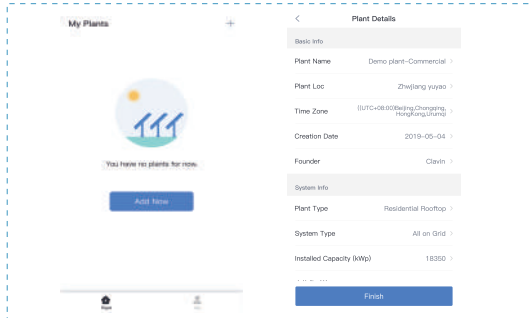 My Plants
+
You have no plants for now.
Add New
Plant
Plant Details
Basic Info
Plant Name
Demo plant-Commercial
Plant Loc
Zhwjiang yuyao
Time Zone
((UTC+08:00)Beijing,Chongqing,
HongKong,Urumqi
Creation Date
2019-05-04
Founder
Clavin
System Info
Plant Type
Residential Rooftop
System Type
All on Grid
Installed Capacity (kWp)
18350
Finish